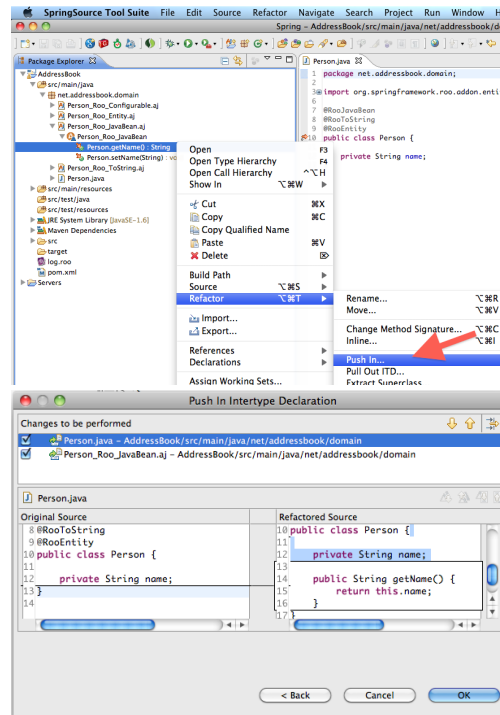 SpringSource Tool Suite File Edit Source Refactor Navigate Search Project Run Window
Spring - AddressBook/src/main/java/net/addressbook/do
Package Explorer
Person.java
AddressBook
src/main/java
net.addressbook.domain
Person_Roo_Configurable.aj
Person_Roo_Entity.aj
Person_Roo_JavaBean.aj
Person_Roo_JavaBean
Person.getName() : String
Person.setName(String) : vo
Person_Roo_ToString.aj
Person.java
src/main/resources
src/test/java
src/test/resources
JRE System Library [JavaSE-1.6]
Maven Dependencies
src
target
log.roo
pom.xml
Servers
1 package net.addressbook.domain;
2
3 import org.springframework.roo.addon.enti
6
7 @RooJavaBean
8 @RooToString
9 @RooEntity
10 public class Person {
private String name;
Open F3
Open Type Hierarchy F4
Open Call Hierarchy ^⌥H
Show In ⌥⌘W
Cut ⌘X
Copy ⌘C
Copy Qualified Name
Paste ⌘V
Delete ⌦
Build Path
Source ⌥⌘S
Refactor ⌥⌘T
Import...
Export...
References
Declarations
Assign Working Sets...
Rename... ⌥⌘R
Move... ⌥⌘V
Change Method Signature... ⌥⌘C
Inline... ⌥⌘I
Push In...
Pull Out ITD...
Extract Superclass
Push In Intertype Declaration
Changes to be performed
Person.java – AddressBook/src/main/java/net/addressbook/domain
Person_Roo_JavaBean.aj – AddressBook/src/main/java/net/addressbook/domain
Person.java
Original Source
8 @RooToString
9 @RooEntity
10 public class Person {
11
12 private String name;
13 }
14
Refactored Source
10 public class Person {
11
12 private String name;
13
14 public String getName() {
15 return this.name;
16 }
17 }
< Back
Cancel
OK